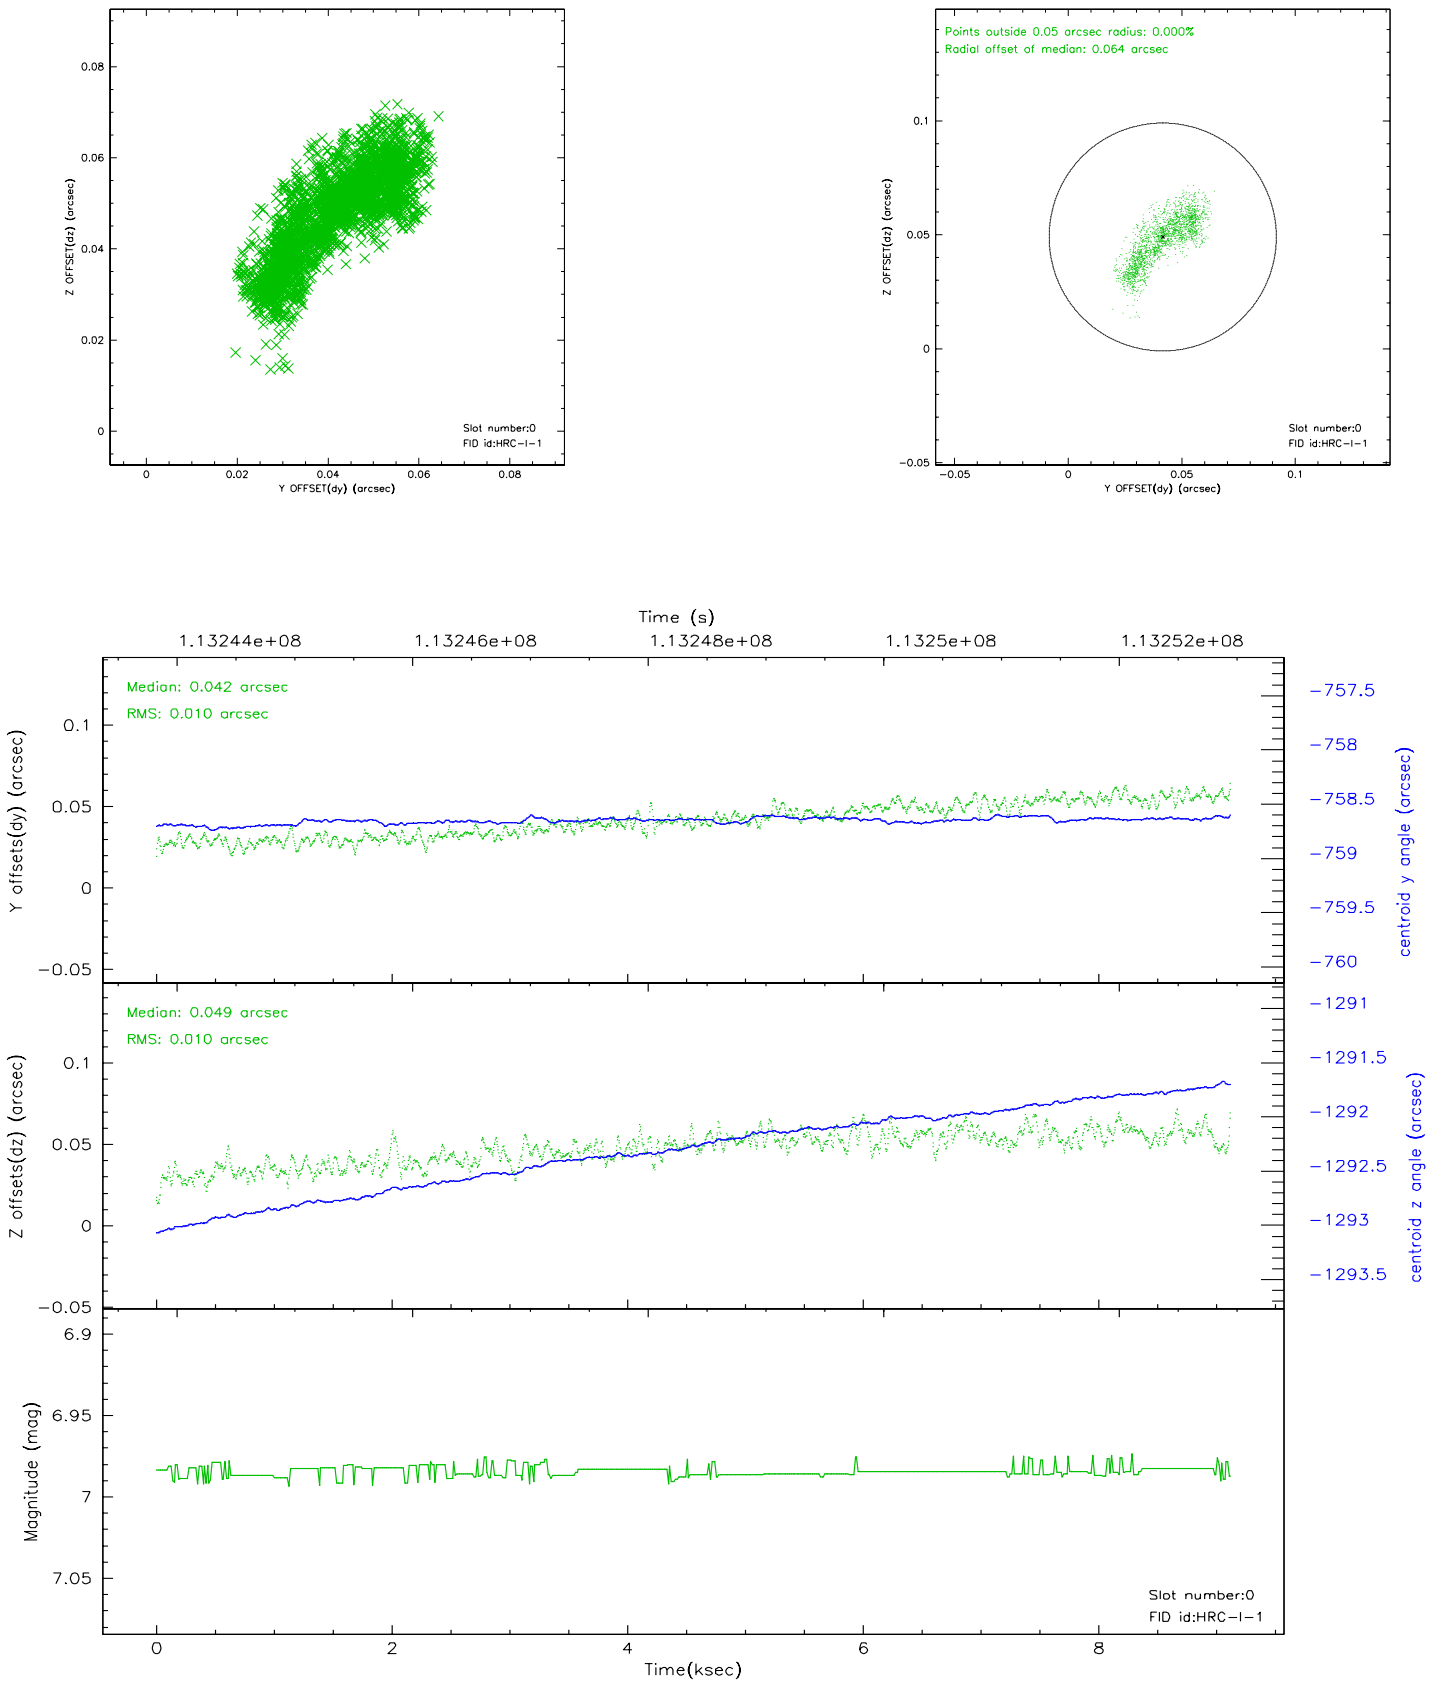 0.08
0.06
0.04
0.02
0
Z OFFSET(dz) (arcsec)
Slot number:0
FID id:HRC-I-1
0 0.02 0.04 0.06 0.08
Y OFFSET(dy) (arcsec)
Points outside 0.05 arcsec radius: 0.000%
Radial offset of median: 0.064 arcsec
0.1
0.05
0
-0.05
Z OFFSET(dz) (arcsec)
Slot number:0
FID id:HRC-I-1
-0.05 0 0.05 0.1
Y OFFSET(dy) (arcsec)
Time (s)
1.13244e+08 1.13246e+08 1.13248e+08 1.1325e+08 1.13252e+08
Median: 0.042 arcsec
RMS: 0.010 arcsec
0.1
0.05
0
-0.05
Y offsets(dy) (arcsec)
-757.5
-758
-758.5
-759
-759.5
-760
centroid y angle (arcsec)
Median: 0.049 arcsec
RMS: 0.010 arcsec
0.1
0.05
0
-0.05
Z offsets(dz) (arcsec)
-1291
-1291.5
-1292
-1292.5
-1293
-1293.5
centroid z angle (arcsec)
6.9
6.95
7
7.05
Magnitude (mag)
Slot number:0
FID id:HRC-I-1
0 2 4 6 8
Time(ksec)